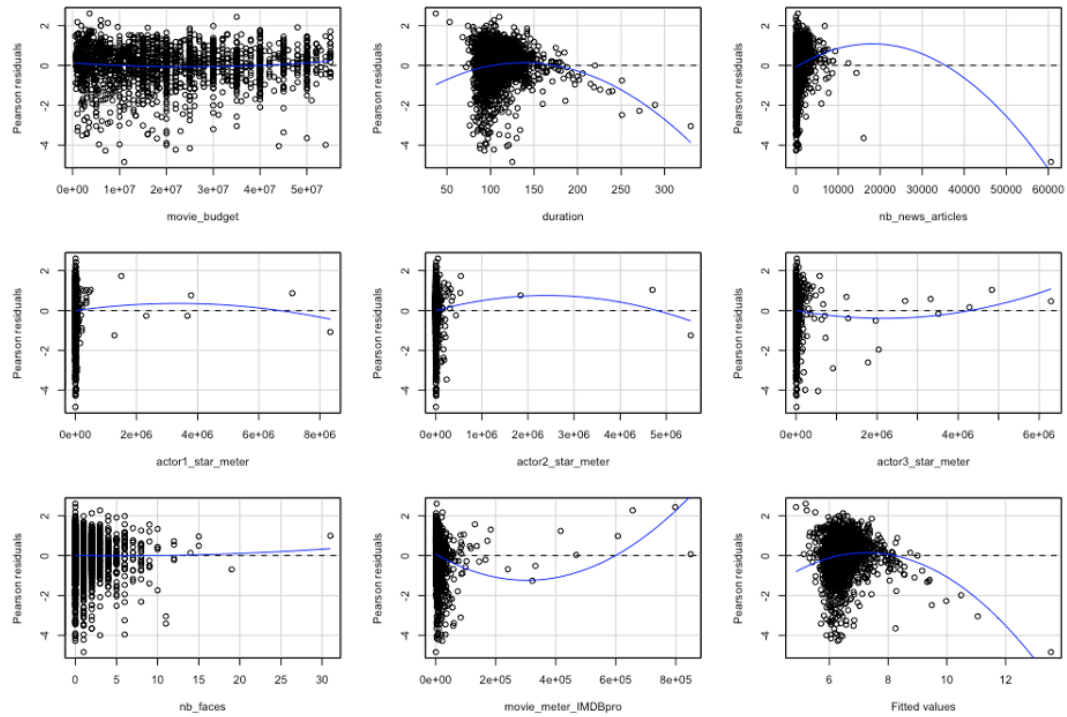 Pearson residuals
2
0
-2
-4
0e+00 1e+07 2e+07 3e+07 4e+07 5e+07
movie_budget
Pearson residuals
2
0
-2
-4
50 100 150 200 250 300
duration
Pearson residuals
2
0
-2
-4
0 10000 20000 30000 40000 50000 60000
nb_news_articles
Pearson residuals
2
0
-2
-4
0e+00 2e+06 4e+06 6e+06 8e+06
actor1_star_meter
Pearson residuals
2
0
-2
-4
0e+00 1e+06 2e+06 3e+06 4e+06 5e+06
actor2_star_meter
Pearson residuals
2
0
-2
-4
0e+00 2e+06 4e+06 6e+06
actor3_star_meter
Pearson residuals
2
0
-2
-4
0 5 10 15 20 25 30
nb_faces
Pearson residuals
2
0
-2
-4
0e+00 2e+05 4e+05 6e+05 8e+05
movie_meter_IMDBpro
Pearson residuals
2
0
-2
-4
6 8 10 12
Fitted values